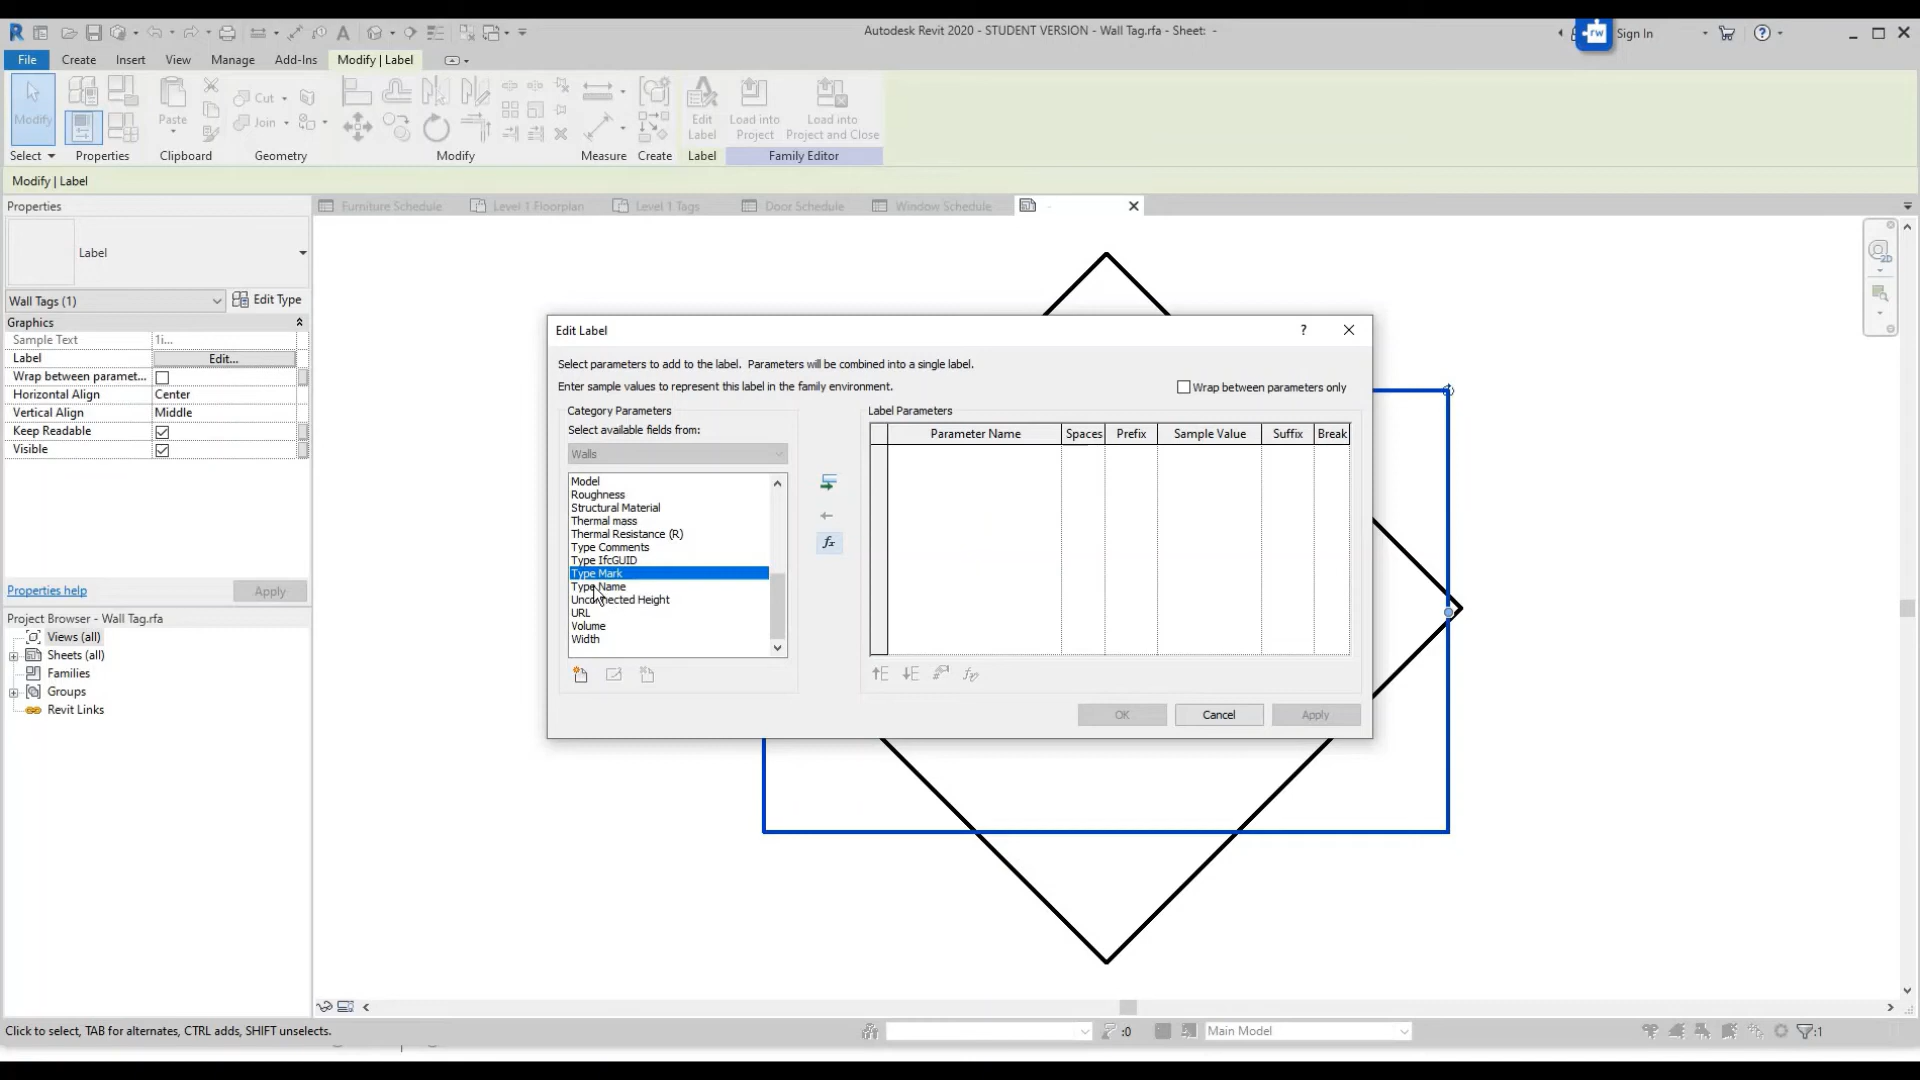 Autodesk Revit 2020 - STUDENT VERSION - Wall Tag.rfa - Sheet: -
rw
Sign In
File Create Insert View Manage Add-Ins Modify | Label
Modify
Paste
Cut
Join
Edit Label
Load into Project
Load into Project and Close
Select Properties Clipboard Geometry Modify Measure Create Label Family Editor
Modify | Label
Properties
Furniture Schedule Level 1 Floorplan Level 1 Tags Door Schedule Window Schedule -
Label
Wall Tags (1) Edit Type
Graphics
Sample Text 1i...
Label Edit...
Wrap between paramet...
Horizontal Align Center
Vertical Align Middle
Keep Readable
Visible
Properties help Apply
Project Browser - Wall Tag.rfa
Views (all)
Sheets (all)
Families
Groups
Revit Links
2D
Edit Label ?
Select parameters to add to the label. Parameters will be combined into a single label.
Enter sample values to represent this label in the family environment.
Wrap between parameters only
Category Parameters
Select available fields from:
Walls
Model
Roughness
Structural Material
Thermal mass
Thermal Resistance (R)
Type Comments
Type IfcGUID
Type Mark
Type Name
Unconnected Height
URL
Volume
Width
fx
Label Parameters
Parameter Name Spaces Prefix Sample Value Suffix Break
OK Cancel Apply
Click to select, TAB for alternates, CTRL adds, SHIFT unselects.
:0 Main Model :1